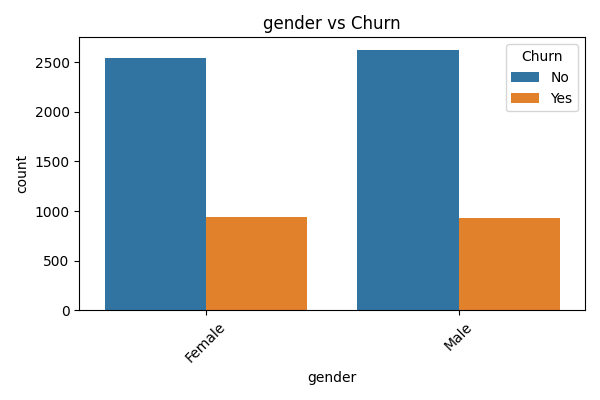 gender vs Churn
Churn
No
Yes
2500
2000
1500
1000
500
0
count
Female
Male
gender